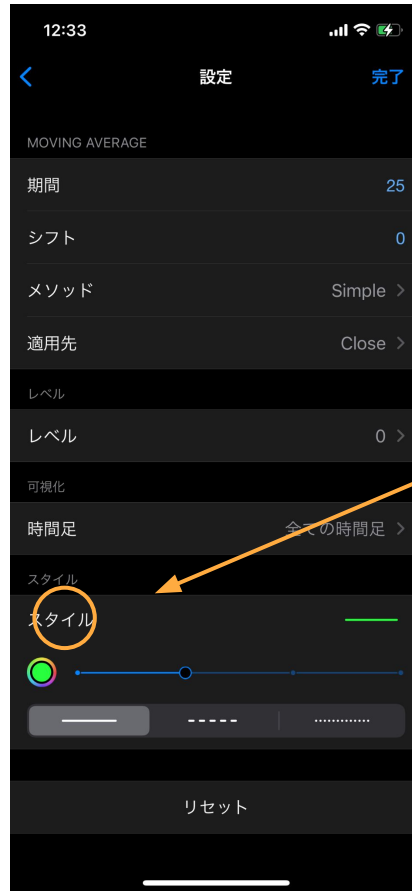 12:33
設定
完了
MOVING AVERAGE
期間 25
シフト 0
メソッド Simple
適用先 Close
レベル
レベル 0
可視化
時間足 全ての時間足
スタイル
スタイル
リセット